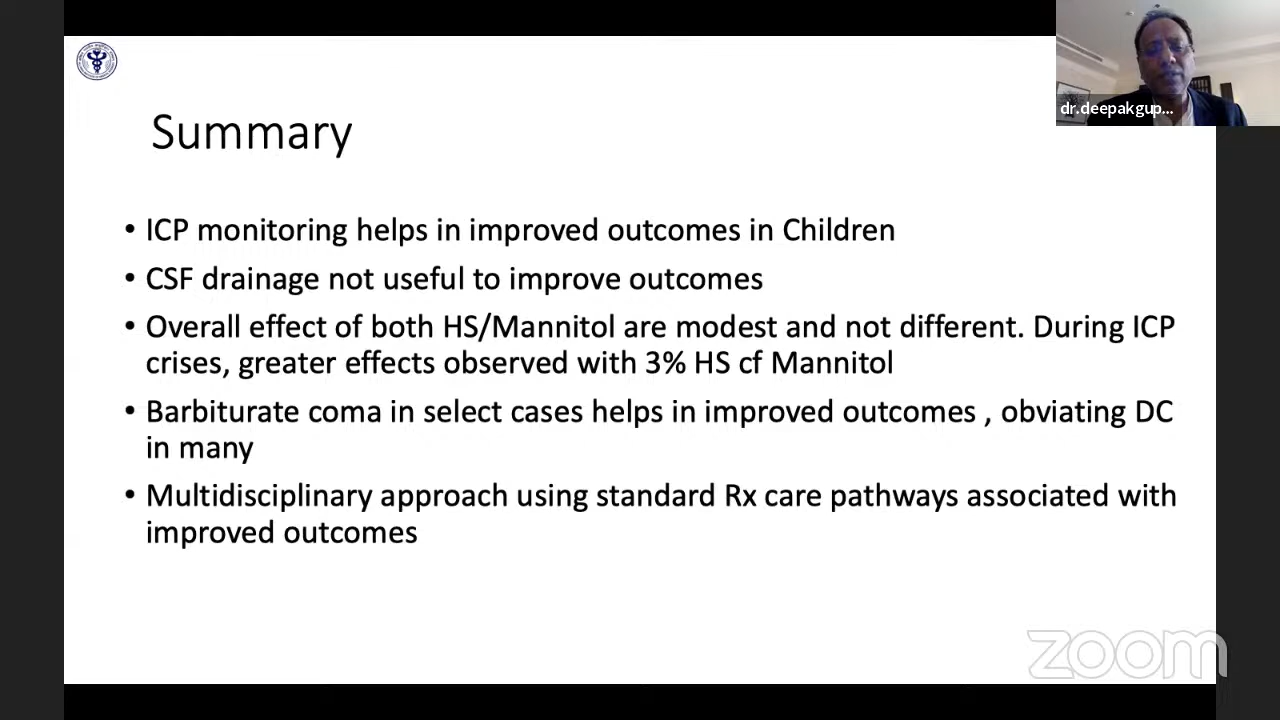 dr.deepakgup...
Summary
• ICP monitoring helps in improved outcomes in Children
• CSF drainage not useful to improve outcomes
• Overall effect of both HS/Mannitol are modest and not different. During ICP
crises, greater effects observed with 3% HS cf Mannitol
• Barbiturate coma in select cases helps in improved outcomes , obviating DC
in many
• Multidisciplinary approach using standard Rx care pathways associated with
improved outcomes
zoom